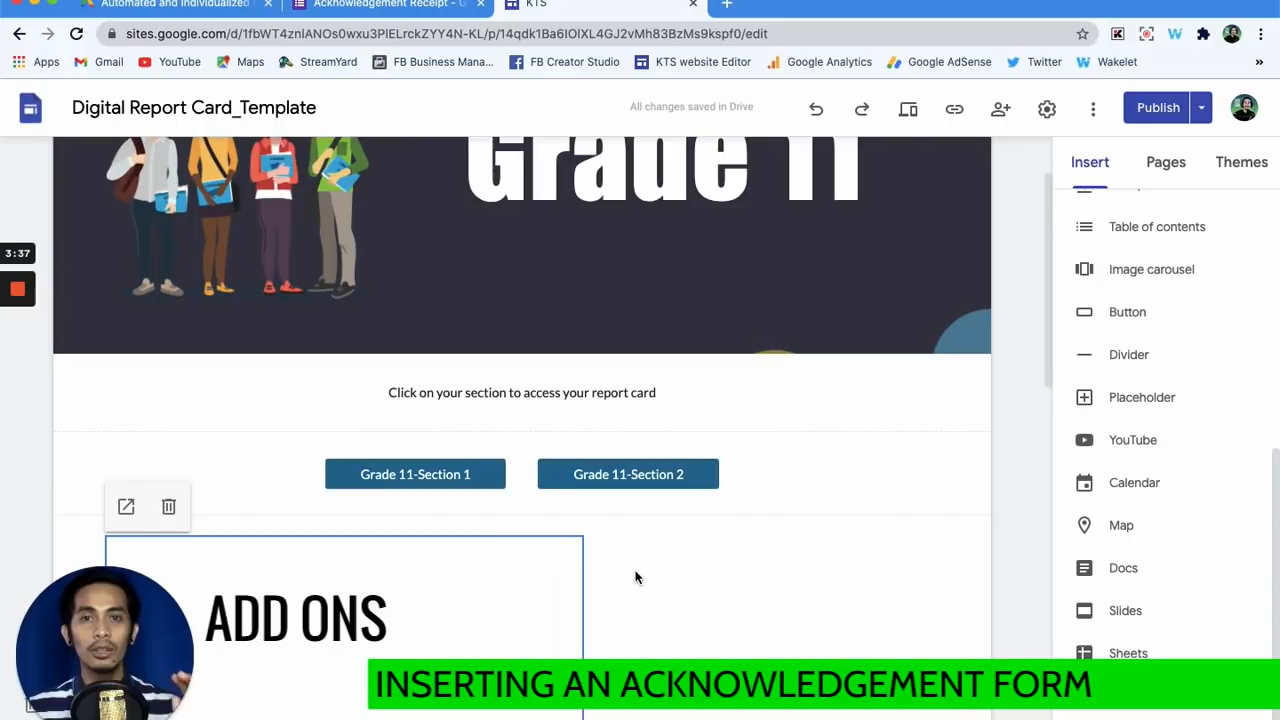 Automated and Individualized
Acknowledgement Receipt - G
KTS
sites.google.com/d/1fbWT4znlANOs0wxu3PlELrckZYY4N-KL/p/14qdk1Ba6IOlXL4GJ2vMh83BzMs9kspf0/edit
Apps
Gmail
YouTube
Maps
StreamYard
FB Business Mana...
FB Creator Studio
KTS website Editor
Google Analytics
Google AdSense
Twitter
Wakelet
»
Digital Report Card_Template
All changes saved in Drive
Publish
Insert
Pages
Themes
Grade 11
3:37
Table of contents
Image carousel
Button
Divider
Placeholder
YouTube
Calendar
Map
Docs
Slides
Sheets
Click on your section to access your report card
Grade 11-Section 1
Grade 11-Section 2
ADD ONS
INSERTING AN ACKNOWLEDGEMENT FORM